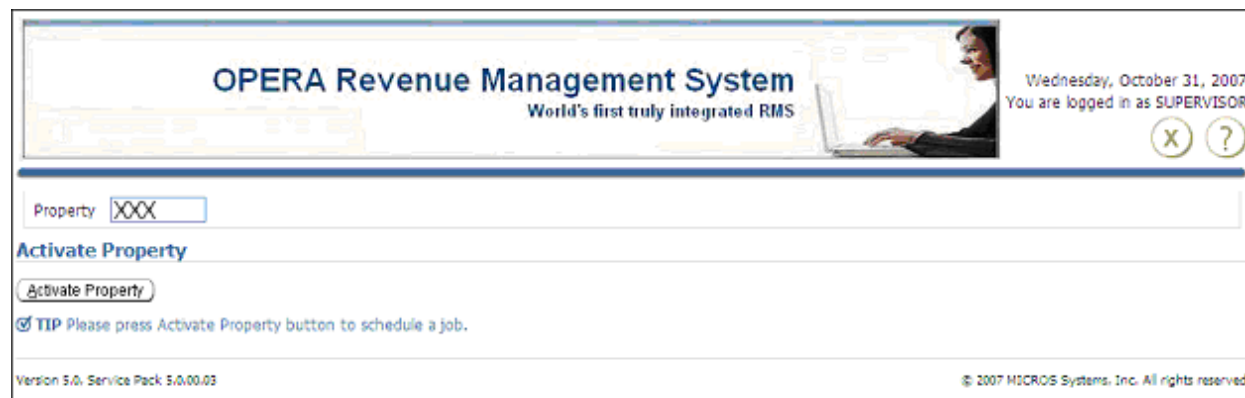 OPERA Revenue Management System
World's first truly integrated RMS
Wednesday, October 31, 2007
You are logged in as SUPERVISOR
X ?
Property XXX
Activate Property
Activate Property
TIP Please press Activate Property button to schedule a job.
Version 5.0, Service Pack 5.0.00.03
© 2007 MICROS Systems, Inc. All rights reserved